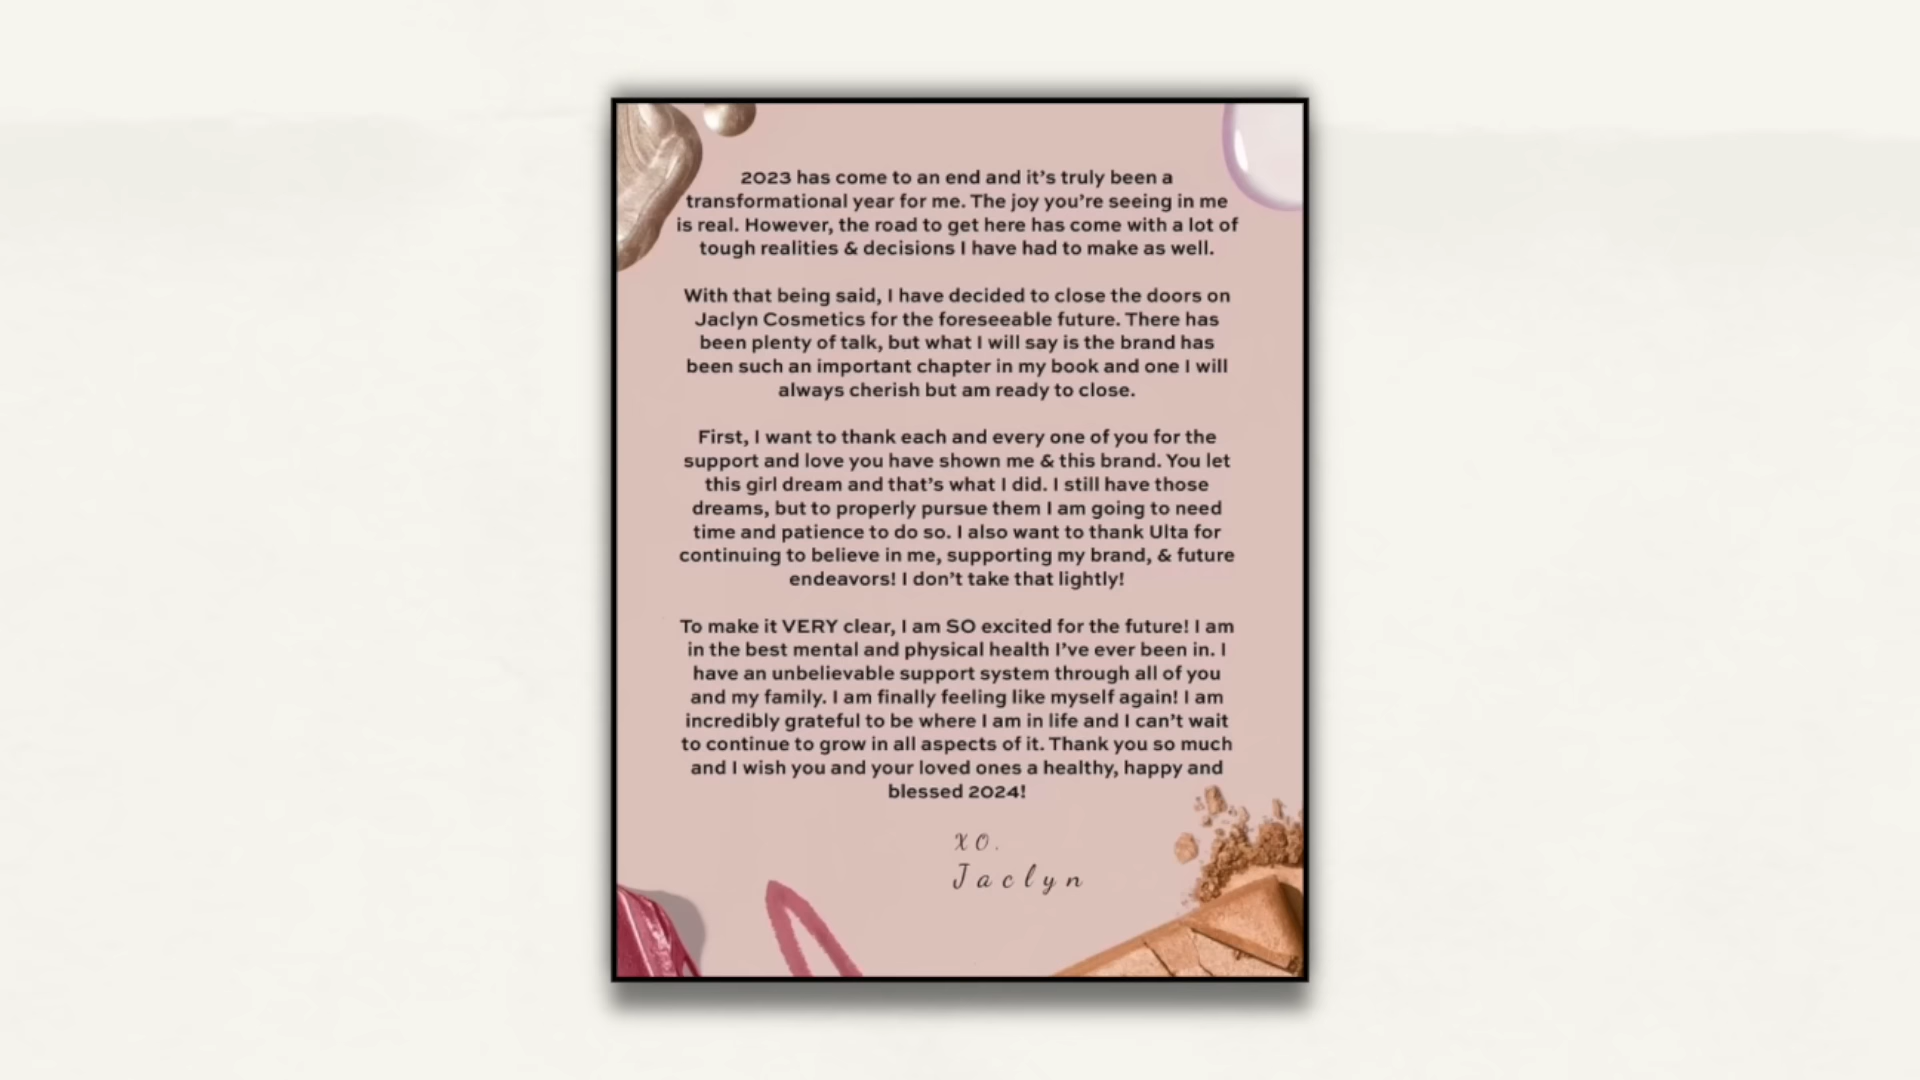 2023 has come to an end and it's truly been a
transformational year for me. The joy you're seeing in me
is real. However, the road to get here has come with a lot of
tough realities & decisions I have had to make as well.
With that being said, I have decided to close the doors on
Jaclyn Cosmetics for the foreseeable future. There has
been plenty of talk, but what I will say is the brand has
been such an important chapter in my book and one I will
always cherish but am ready to close.
First, I want to thank each and every one of you for the
support and love you have shown me & this brand. You let
this girl dream and that's what I did. I still have those
dreams, but to properly pursue them I am going to need
time and patience to do so. I also want to thank Ulta for
continuing to believe in me, supporting my brand, & future
endeavors! I don't take that lightly!
To make it VERY clear, I am SO excited for the future! I am
in the best mental and physical health I've ever been in. I
have an unbelievable support system through all of you
and my family. I am finally feeling like myself again! I am
incredibly grateful to be where I am in life and I can't wait
to continue to grow in all aspects of it. Thank you so much
and I wish you and your loved ones a healthy, happy and
blessed 2024!
XO.
Jaclyn